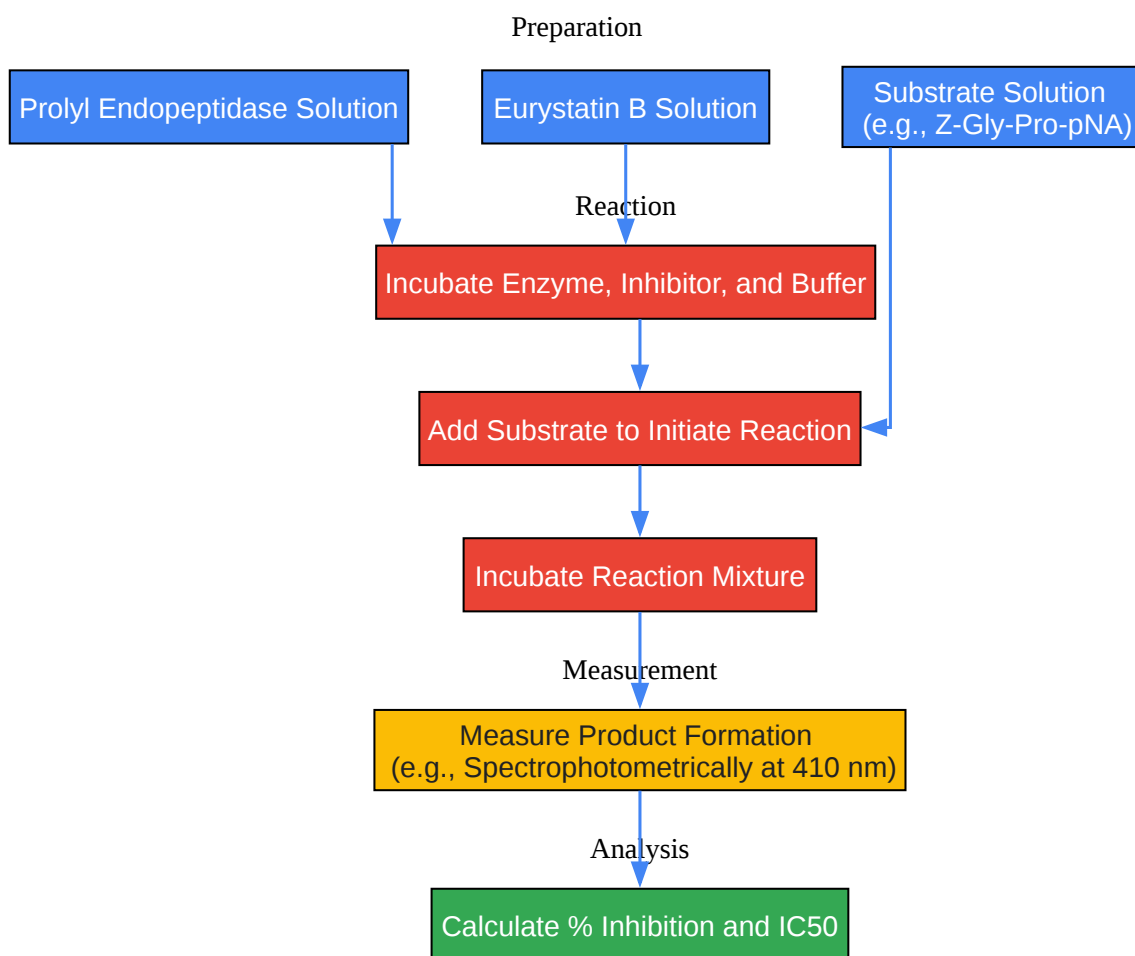 Preparation
Prolyl Endopeptidase Solution
Eurystatin B Solution
Substrate Solution
(e.g., Z-Gly-Pro-pNA)
Reaction
Incubate Enzyme, Inhibitor, and Buffer
Add Substrate to Initiate Reaction
Incubate Reaction Mixture
Measurement
Measure Product Formation
(e.g., Spectrophotometrically at 410 nm)
Analysis
Calculate % Inhibition and IC50